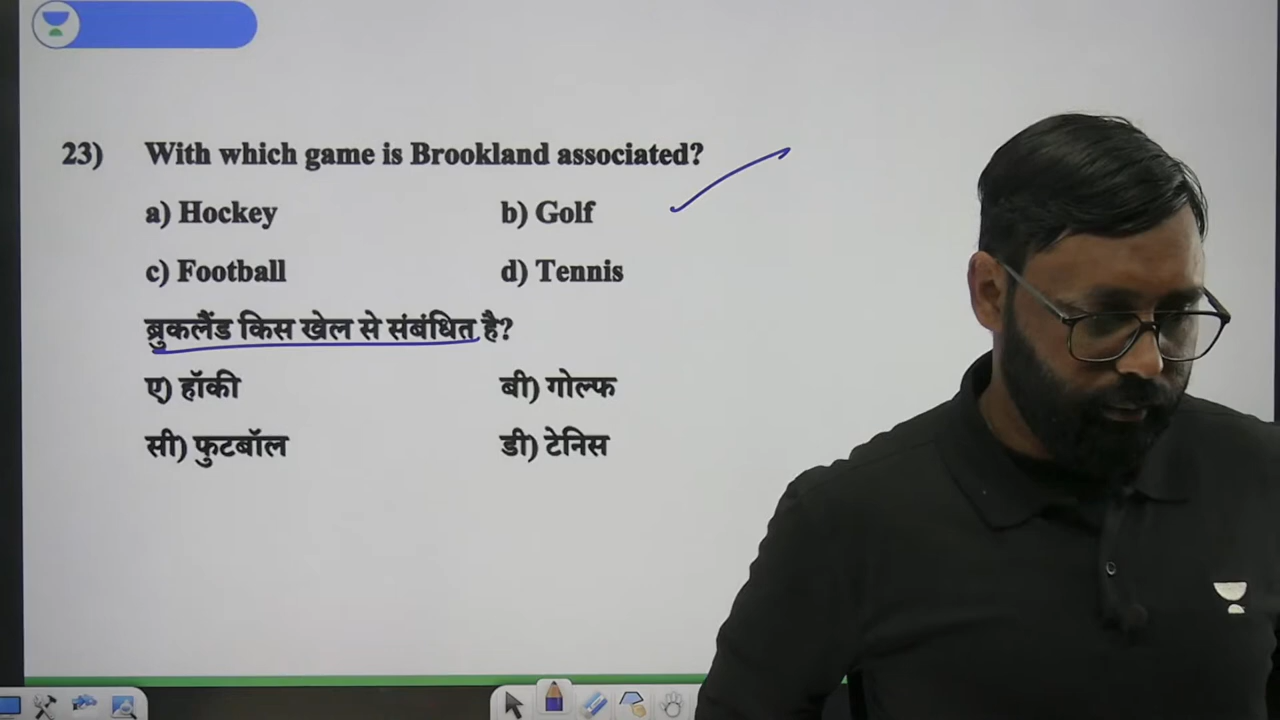 23) With which game is Brookland associated?
a) Hockey b) Golf
c) Football d) Tennis
ब्रुकलैंड किस खेल से संबंधित है?
ए) हॉकी बी) गोल्फ
सी) फुटबॉल डी) टेनिस